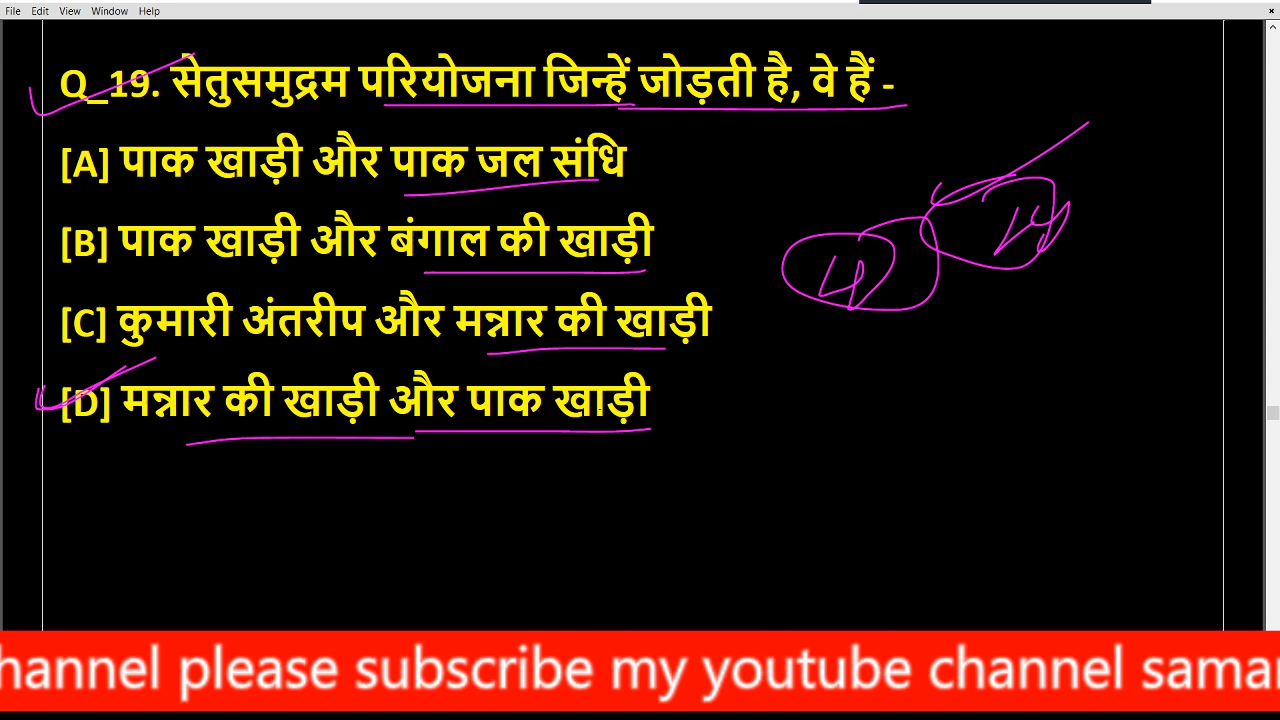 File Edit View Window Help
Q_19. सेतुसमुद्रम परियोजना जिन्हें जोड़ती है, वे हैं -
[A] पाक खाड़ी और पाक जल संधि
[B] पाक खाड़ी और बंगाल की खाड़ी
[C] कुमारी अंतरीप और मन्नार की खाड़ी
[D] मन्नार की खाड़ी और पाक खाड़ी
hannel please subscribe my youtube channel samar